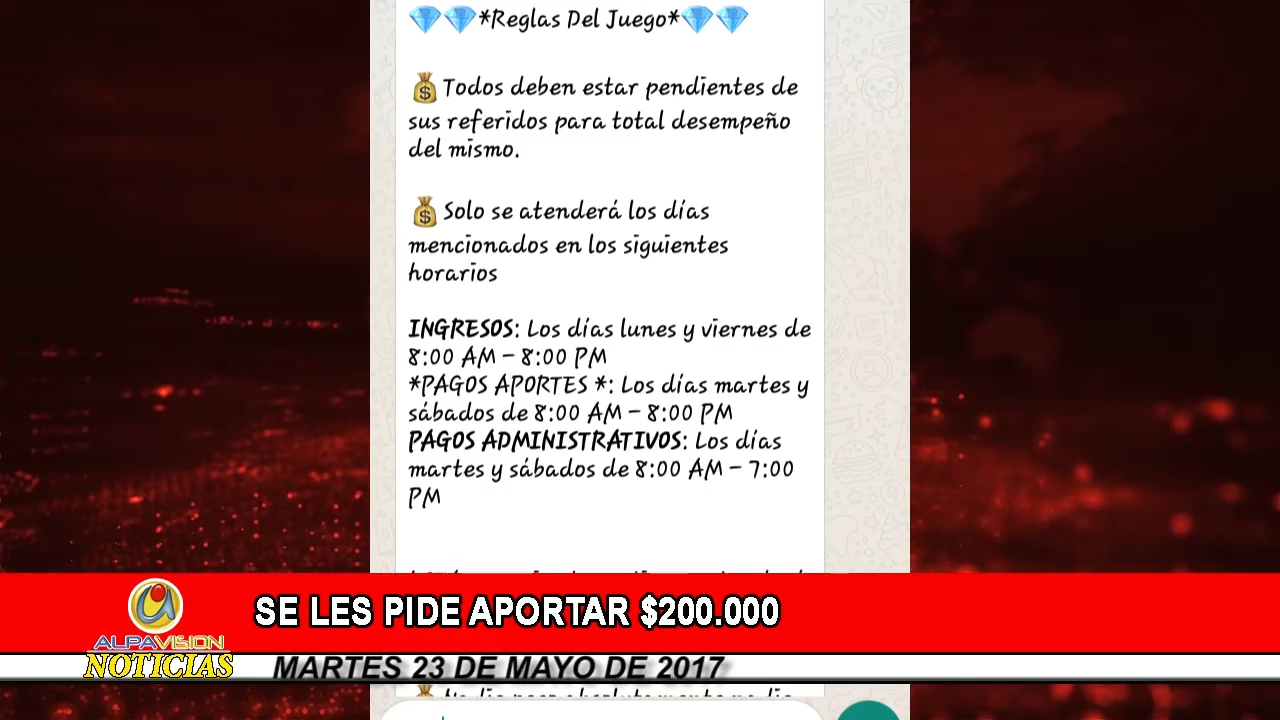 *Reglas Del Juego*
Todos deben estar pendientes de
sus referidos para total desempeño
del mismo.
Solo se atenderá los días
mencionados en los siguientes
horarios
INGRESOS: Los días lunes y viernes de
8:00 AM – 8:00 PM
*PAGOS APORTES *: Los días martes y
sábados de 8:00 AM – 8:00 PM
PAGOS ADMINISTRATIVOS: Los días
martes y sábados de 8:00 AM – 7:00
PM
SE LES PIDE APORTAR $200.000
ALPAVISION
NOTICIAS
MARTES 23 DE MAYO DE 2017